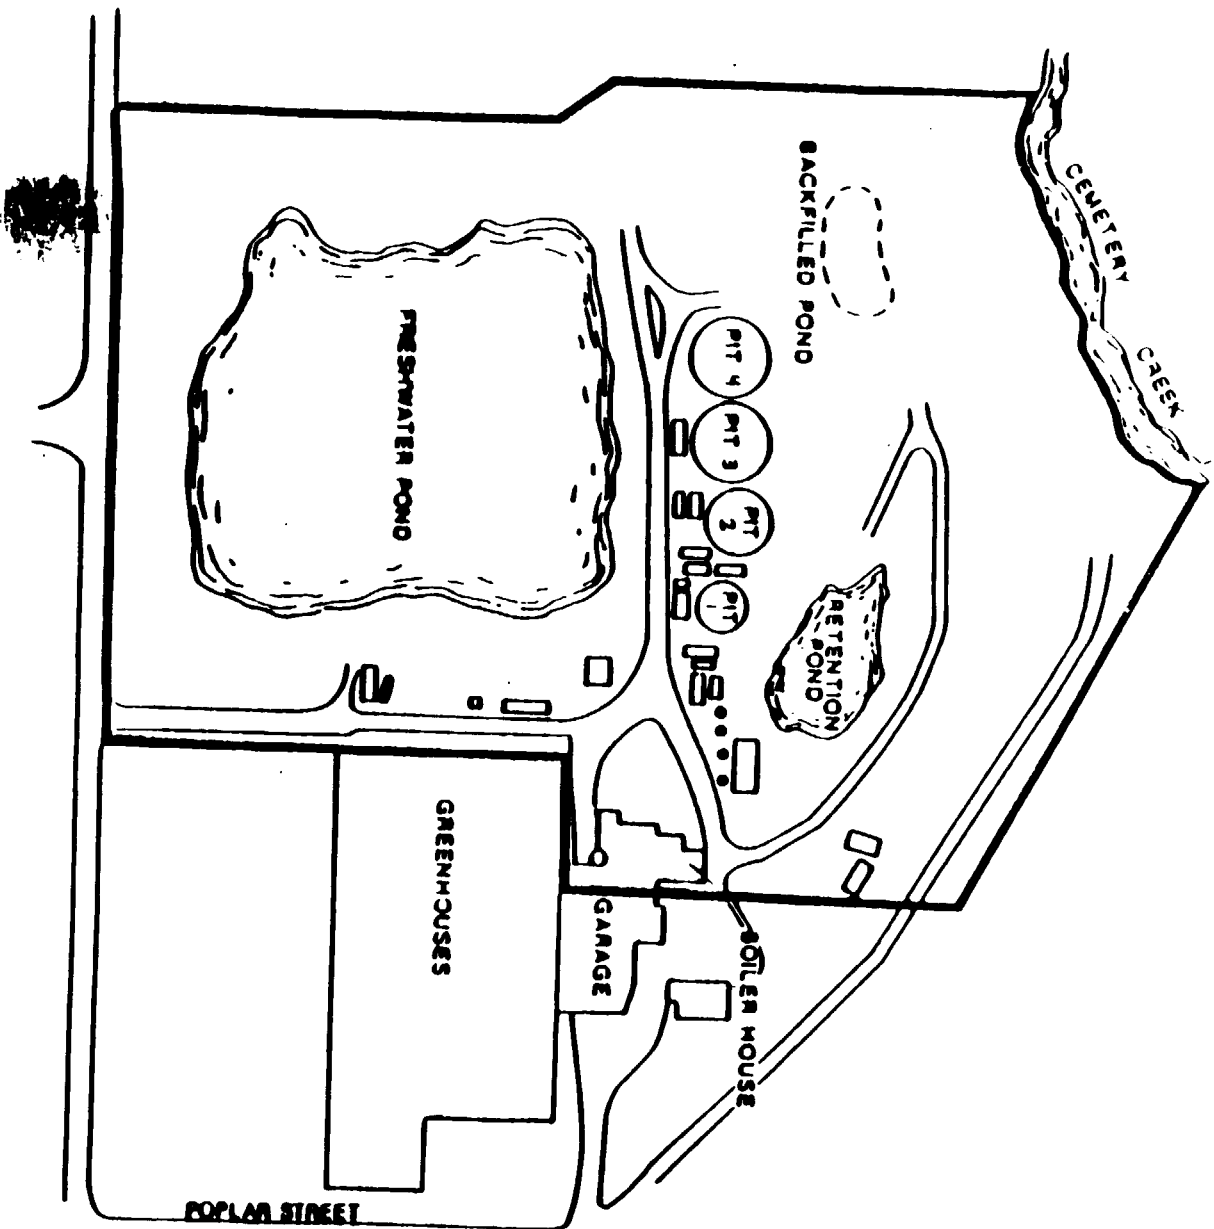 CEMETERY
CREEK
BACKFILLED POND
FRESHWATER POND
PIT 4
PIT 3
PIT
2
PIT
1
RETENTION
POND
GREENHOUSES
GARAGE
BOILER HOUSE
POPLAR STREET